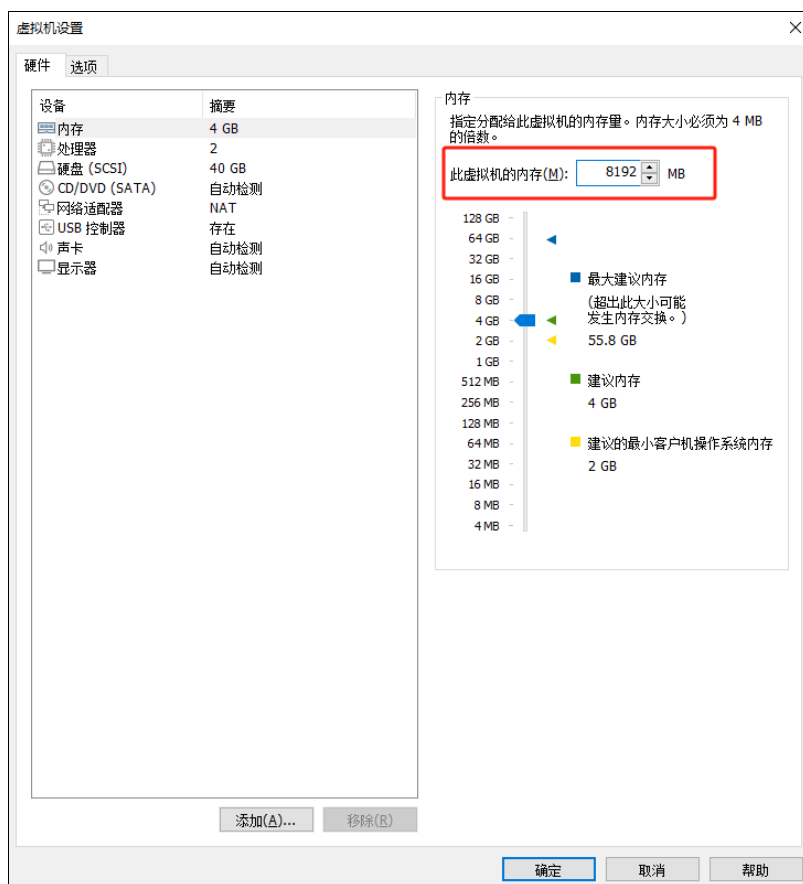 虚拟机设置
硬件 选项
设备 摘要
内存 4 GB
处理器 2
硬盘 (SCSI) 40 GB
CD/DVD (SATA) 自动检测
网络适配器 NAT
USB 控制器 存在
声卡 自动检测
显示器 自动检测
添加(A)... 移除(R)
内存
指定分配给此虚拟机的内存量。内存大小必须为 4 MB
的倍数。
此虚拟机的内存(M): 8192 MB
128 GB
64 GB
32 GB
16 GB
8 GB
4 GB
2 GB
1 GB
512 MB
256 MB
128 MB
64 MB
32 MB
16 MB
8 MB
4 MB
最大建议内存
(超出此大小可能
发生内存交换。)
55.8 GB
建议内存
4 GB
建议的最小客户机操作系统内存
2 GB
确定 取消 帮助